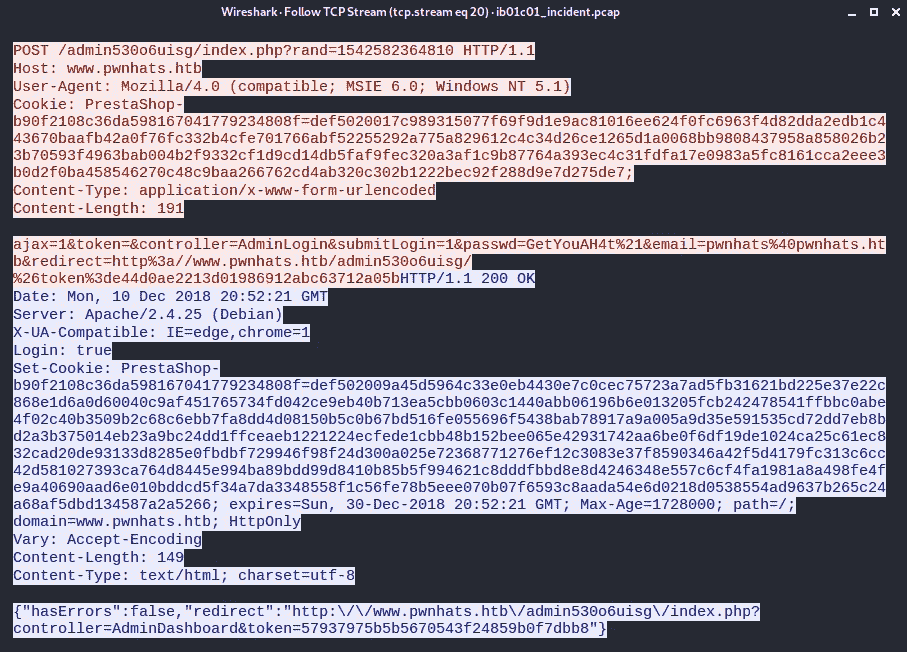 Wireshark · Follow TCP Stream (tcp.stream eq 20) · ib01c01_incident.pcap
POST /admin530o6uisg/index.php?rand=1542582364810 HTTP/1.1
Host: www.pwnhats.htb
User-Agent: Mozilla/4.0 (compatible; MSIE 6.0; Windows NT 5.1)
Cookie: PrestaShop-
b90f2108c36da598167041779234808f=def5020017c989315077f69f9d1e9ac81016ee624f0fc6963f4d82dda2edb1c4
43670baafb42a0f76fc332b4cfe701766abf52255292a775a829612c4c34d26ce1265d1a0068bb9808437958a858026b2
3b70593f4963bab004b2f9332cf1d9cd14db5faf9fec320a3af1c9b87764a393ec4c31fdfa17e0983a5fc8161cca2eee3
b0d2f0ba458546270c48c9baa266762cd4ab320c302b1222bec92f288d9e7d275de7;
Content-Type: application/x-www-form-urlencoded
Content-Length: 191
ajax=1&token=&controller=AdminLogin&submitLogin=1&passwd=GetYouAH4t%21&email=pwnhats%40pwnhats.ht
b&redirect=http%3a//www.pwnhats.htb/admin530o6uisg/
%26token%3de44d0ae2213d01986912abc63712a05bHTTP/1.1 200 OK
Date: Mon, 10 Dec 2018 20:52:21 GMT
Server: Apache/2.4.25 (Debian)
X-UA-Compatible: IE=edge,chrome=1
Login: true
Set-Cookie: PrestaShop-
b90f2108c36da598167041779234808f=def502009a45d5964c33e0eb4430e7c0cec75723a7ad5fb31621bd225e37e22c
868e1d6a0d60040c9af451765734fd042ce9eb40b713ea5cbb0603c1440abb06196b6e013205fcb242478541ffbbc0abe
4f02c40b3509b2c68c6ebb7fa8dd4d08150b5c0b67bd516fe055696f5438bab78917a9a005a9d35e591535cd72dd7eb8b
d2a3b375014eb23a9bc24dd1ffceaeb1221224ecfede1cbb48b152bee065e42931742aa6be0f6df19de1024ca25c61ec8
32cad20de93133d8285e0fbdbf729946f98f24d300a025e72368771276ef12c3083e37f8590346a42f5d4179fc313c6cc
42d581027393ca764d8445e994ba89bdd99d8410b85b5f994621c8dddfbbd8e8d4246348e557c6cf4fa1981a8a498fe4f
e9a40690aad6e010bddcd5f34a7da3348558f1c56fe78b5eee070b07f6593c8aada54e6d0218d0538554ad9637b265c24
a68af5dbd134587a2a5266; expires=Sun, 30-Dec-2018 20:52:21 GMT; Max-Age=1728000; path=/;
domain=www.pwnhats.htb; HttpOnly
Vary: Accept-Encoding
Content-Length: 149
Content-Type: text/html; charset=utf-8
{"hasErrors":false,"redirect":"http:\/\/www.pwnhats.htb\/admin530o6uisg\/index.php?
controller=AdminDashboard&token=57937975b5b5670543f24859b0f7dbb8"}